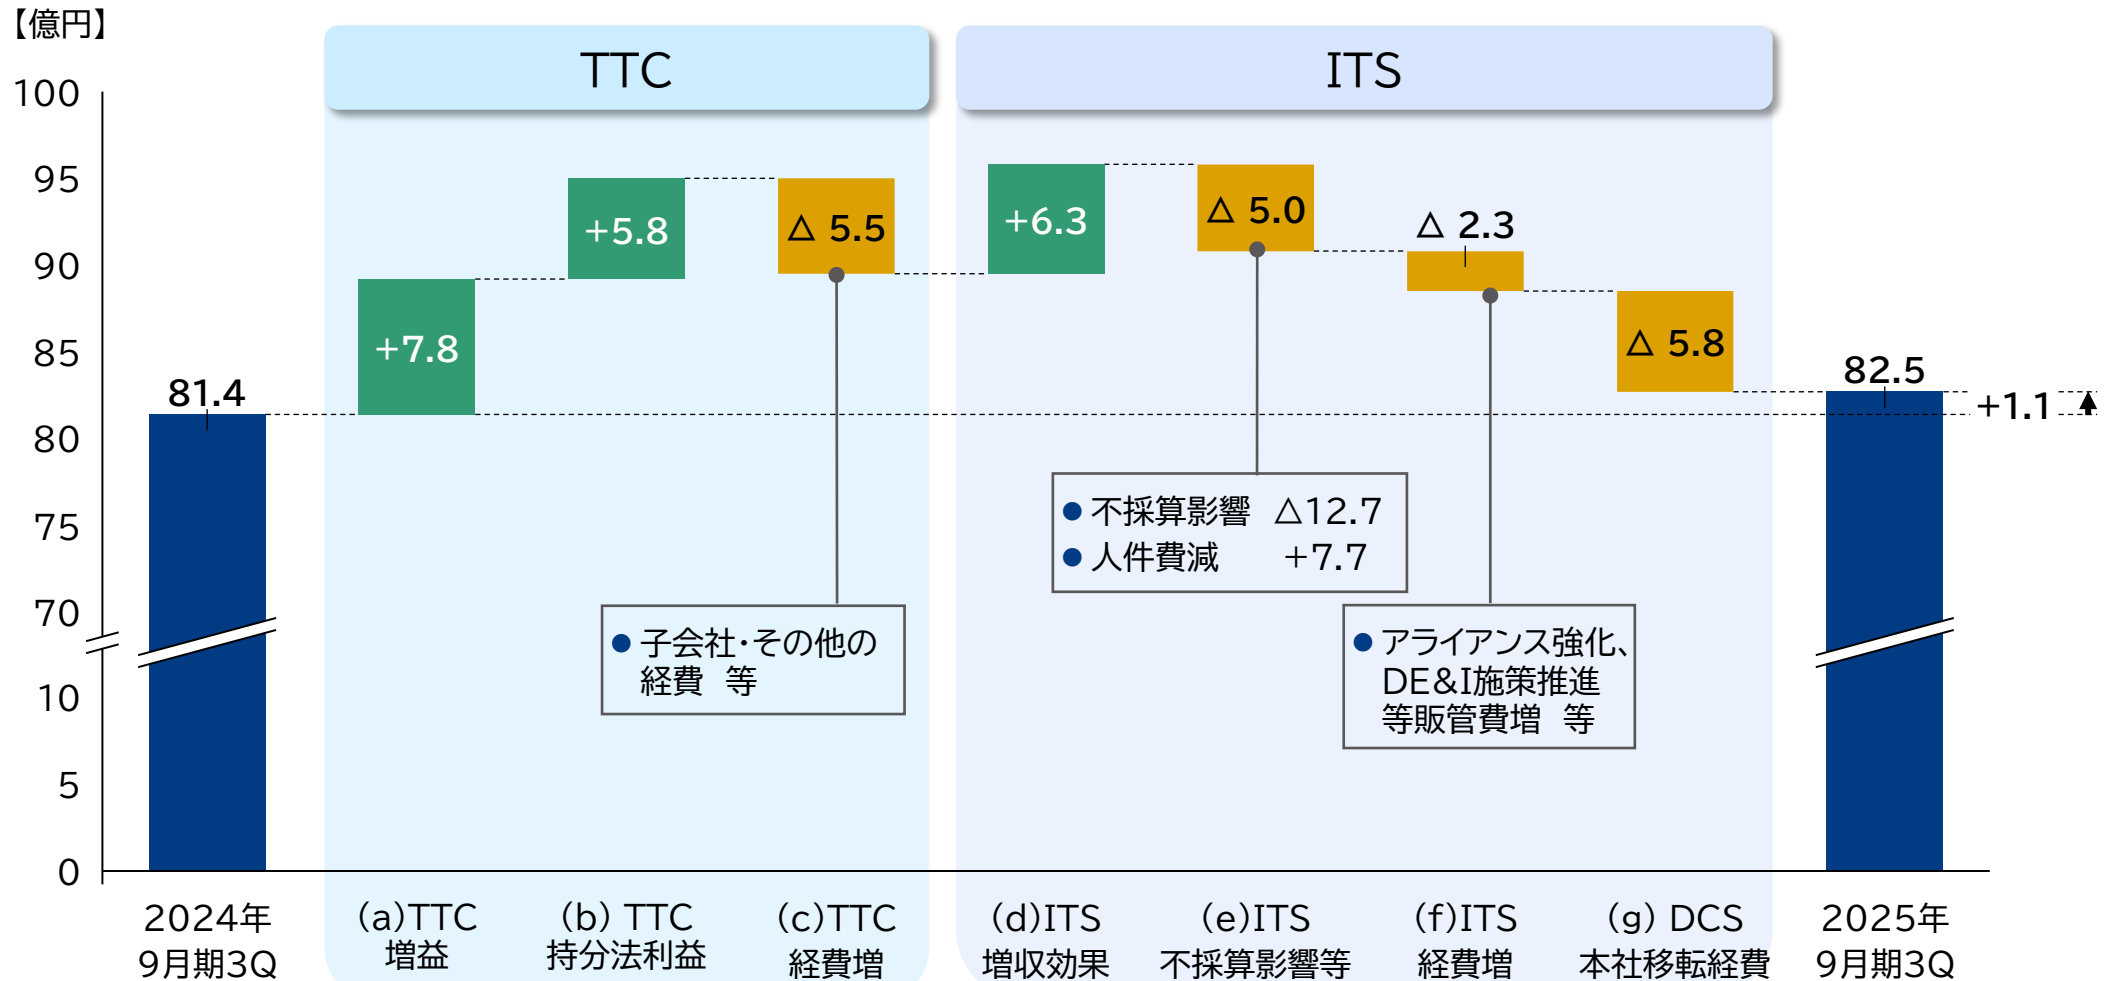 【億円】
TTC
ITS
100
95
90
85
80
75
70
10
5
0
81.4
+7.8
+5.8
△ 5.5
+6.3
△ 5.0
△ 2.3
△ 5.8
82.5
+1.1
● 子会社・その他の
経費 等
● 不採算影響 △12.7
● 人件費減 +7.7
● アライアンス強化、
DE&I施策推進
等販管費増 等
2024年
9月期3Q
(a)TTC
増益
(b) TTC
持分法利益
(c)TTC
経費増
(d)ITS
増収効果
(e)ITS
不採算影響等
(f)ITS
経費増
(g) DCS
本社移転経費
2025年
9月期3Q